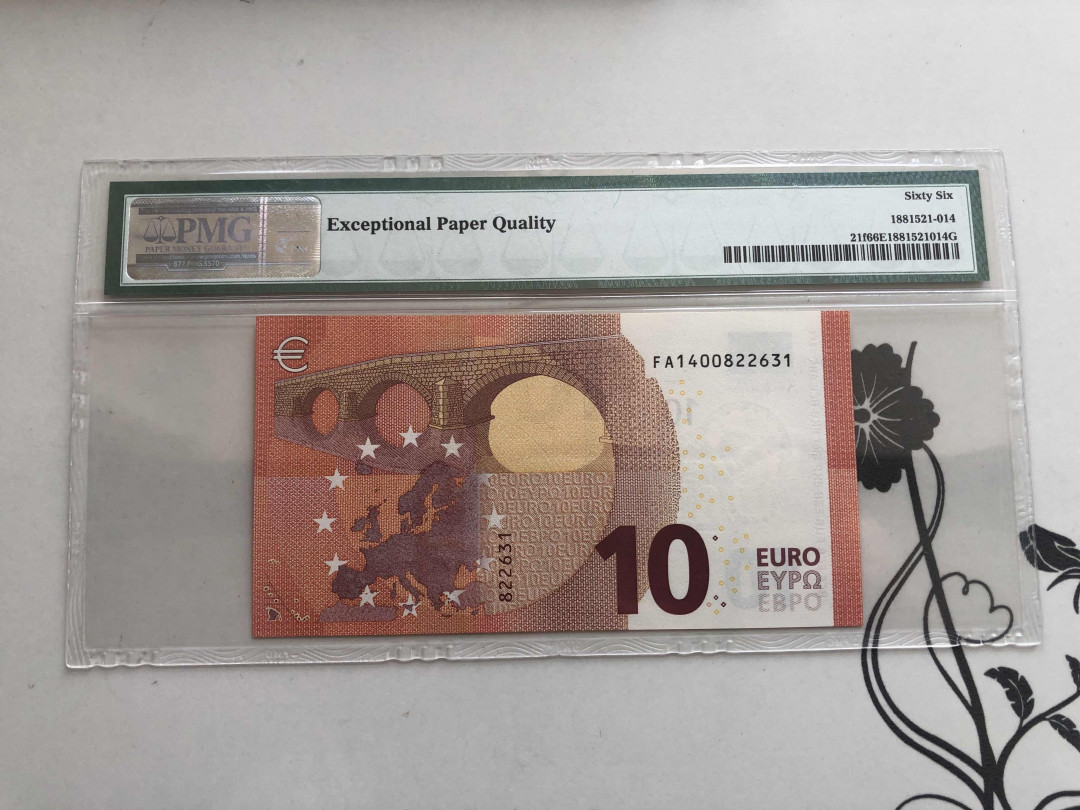 PMG
PAPER MONEY GUARANTY
Exceptional Paper Quality
Sixty Six
1881521-014
21f66E1881521014G
€
FA1400822631
822631
10
EURO
ΕΥΡΩ
ЕВРО